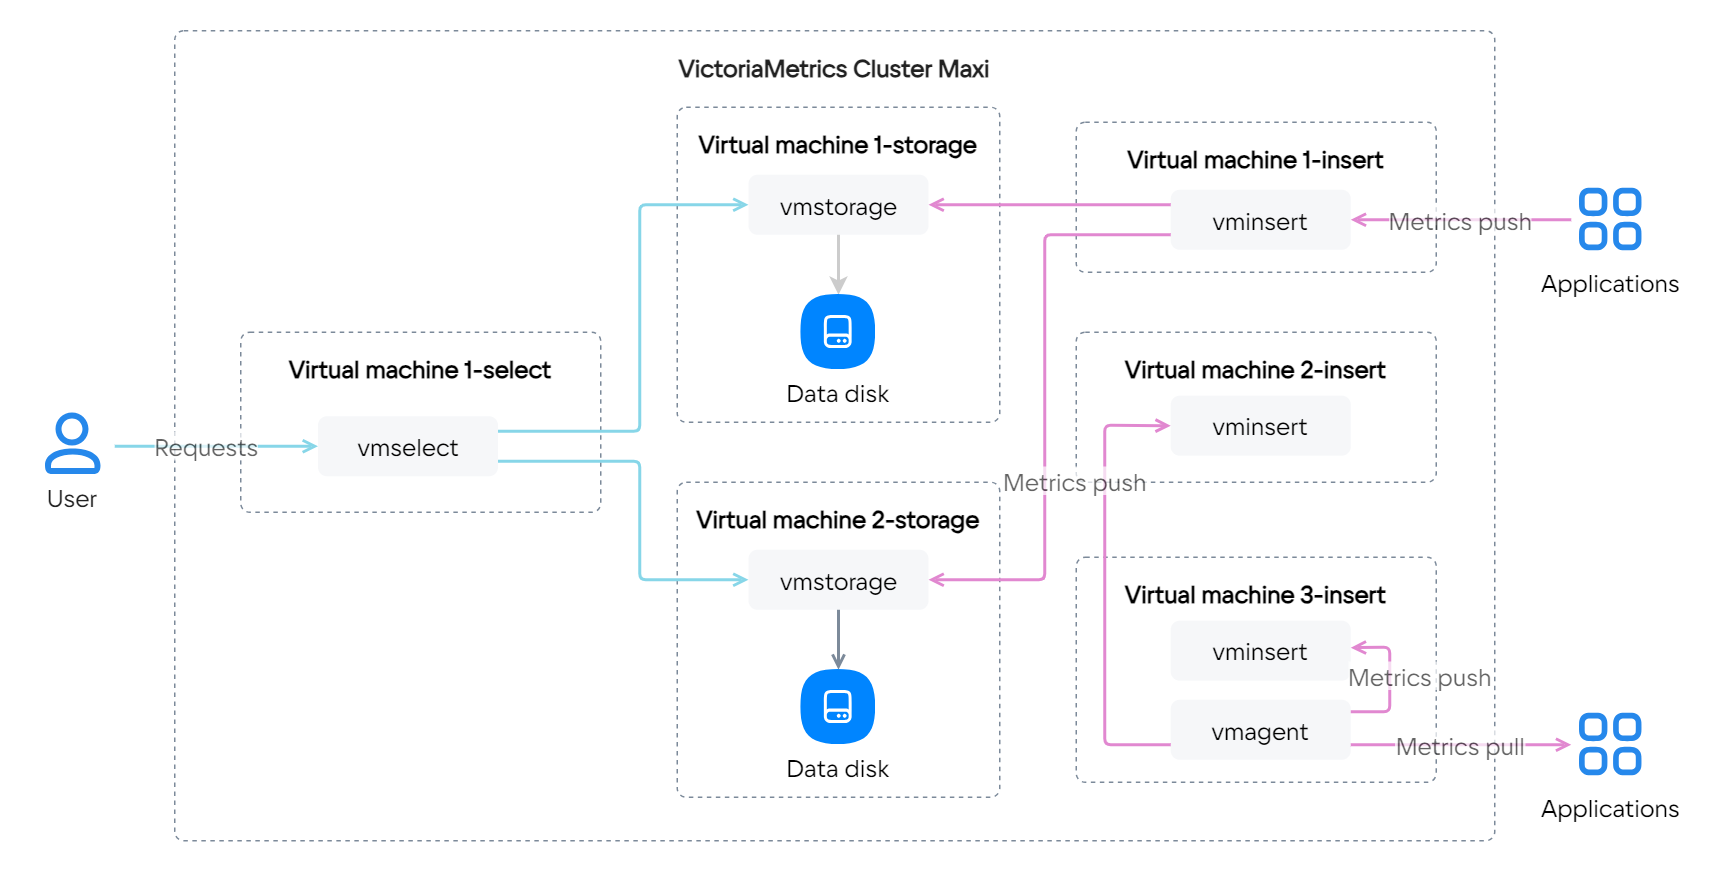 VictoriaMetrics Cluster Maxi
Virtual machine 1-storage
vmstorage
Data disk
Virtual machine 1-insert
vminsert
Metrics push
Applications
Virtual machine 1-select
vmselect
Requests
User
Virtual machine 2-insert
vminsert
Metrics push
Virtual machine 2-storage
vmstorage
Data disk
Virtual machine 3-insert
vminsert
Metrics push
vmagent
Metrics pull
Applications